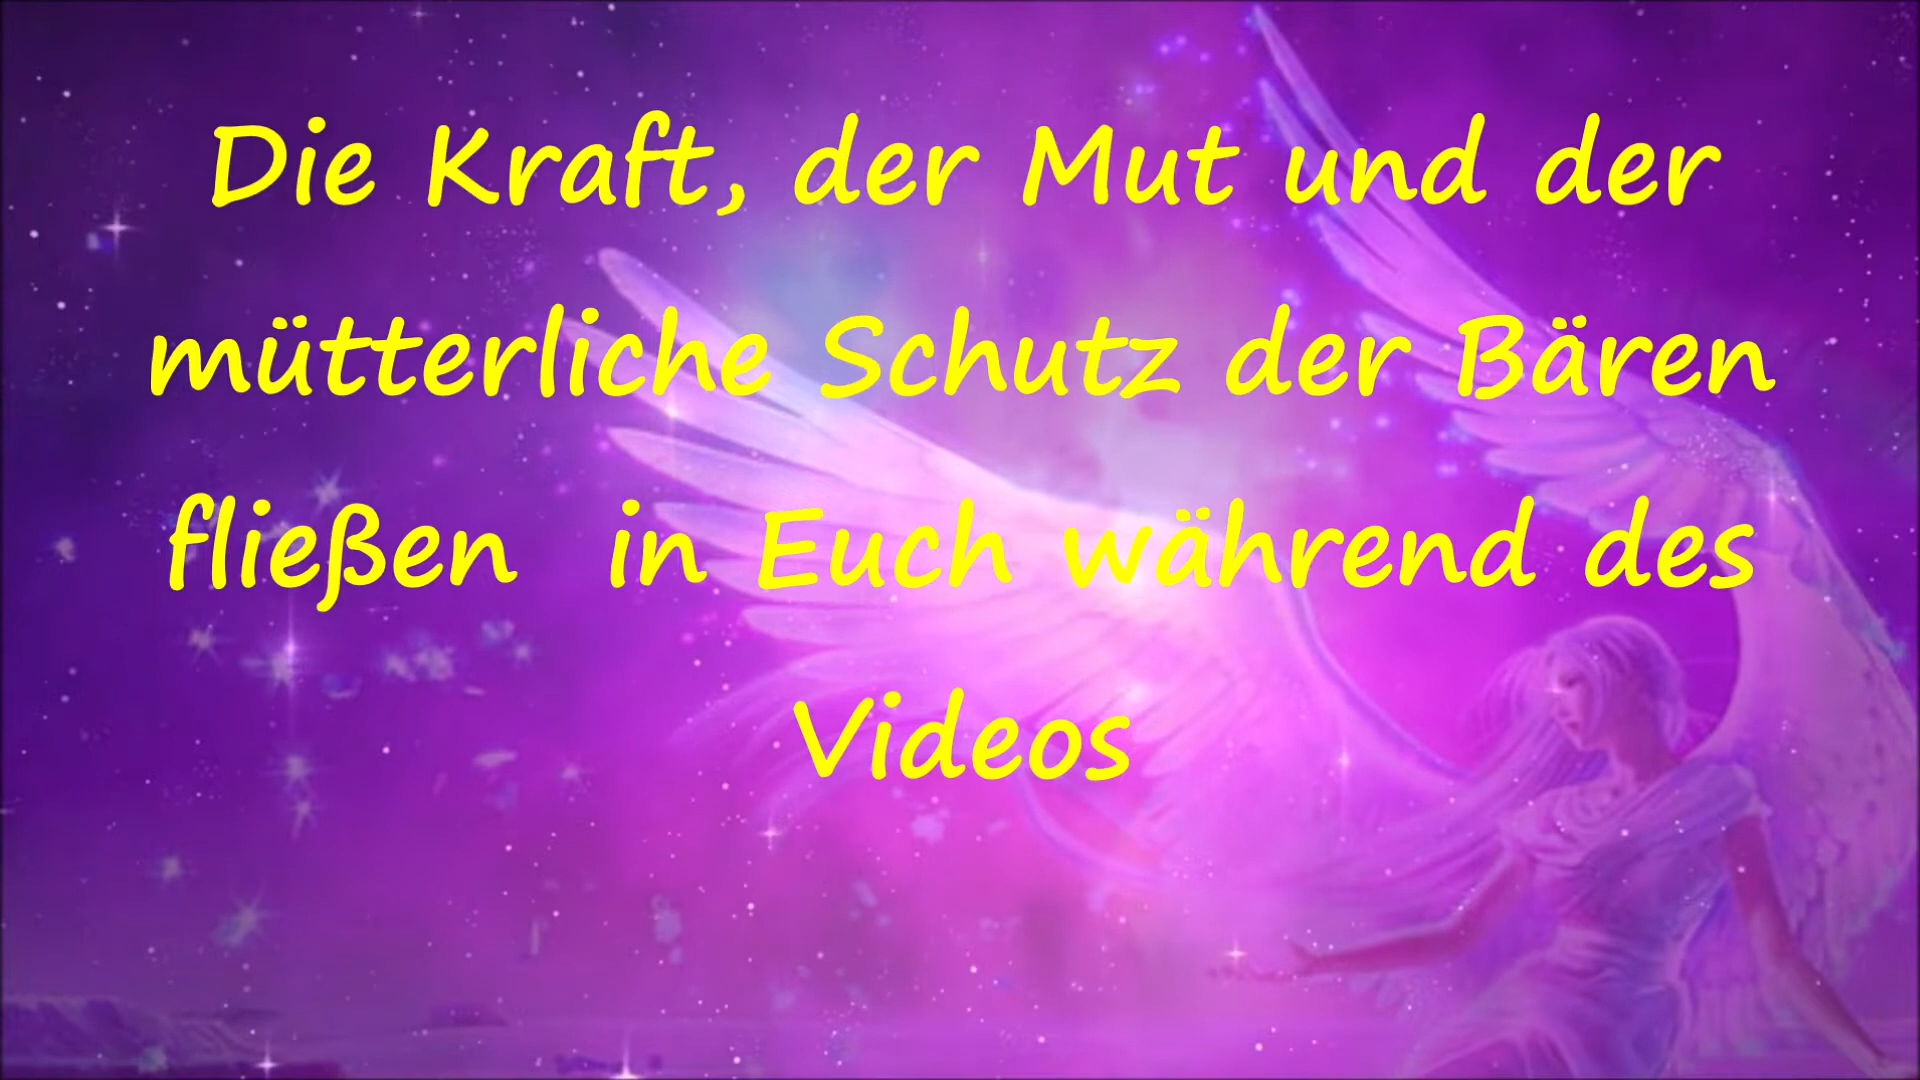 Die Kraft, der Mut und der
mütterliche Schutz der Bären
fließen  in Euch während des
Videos